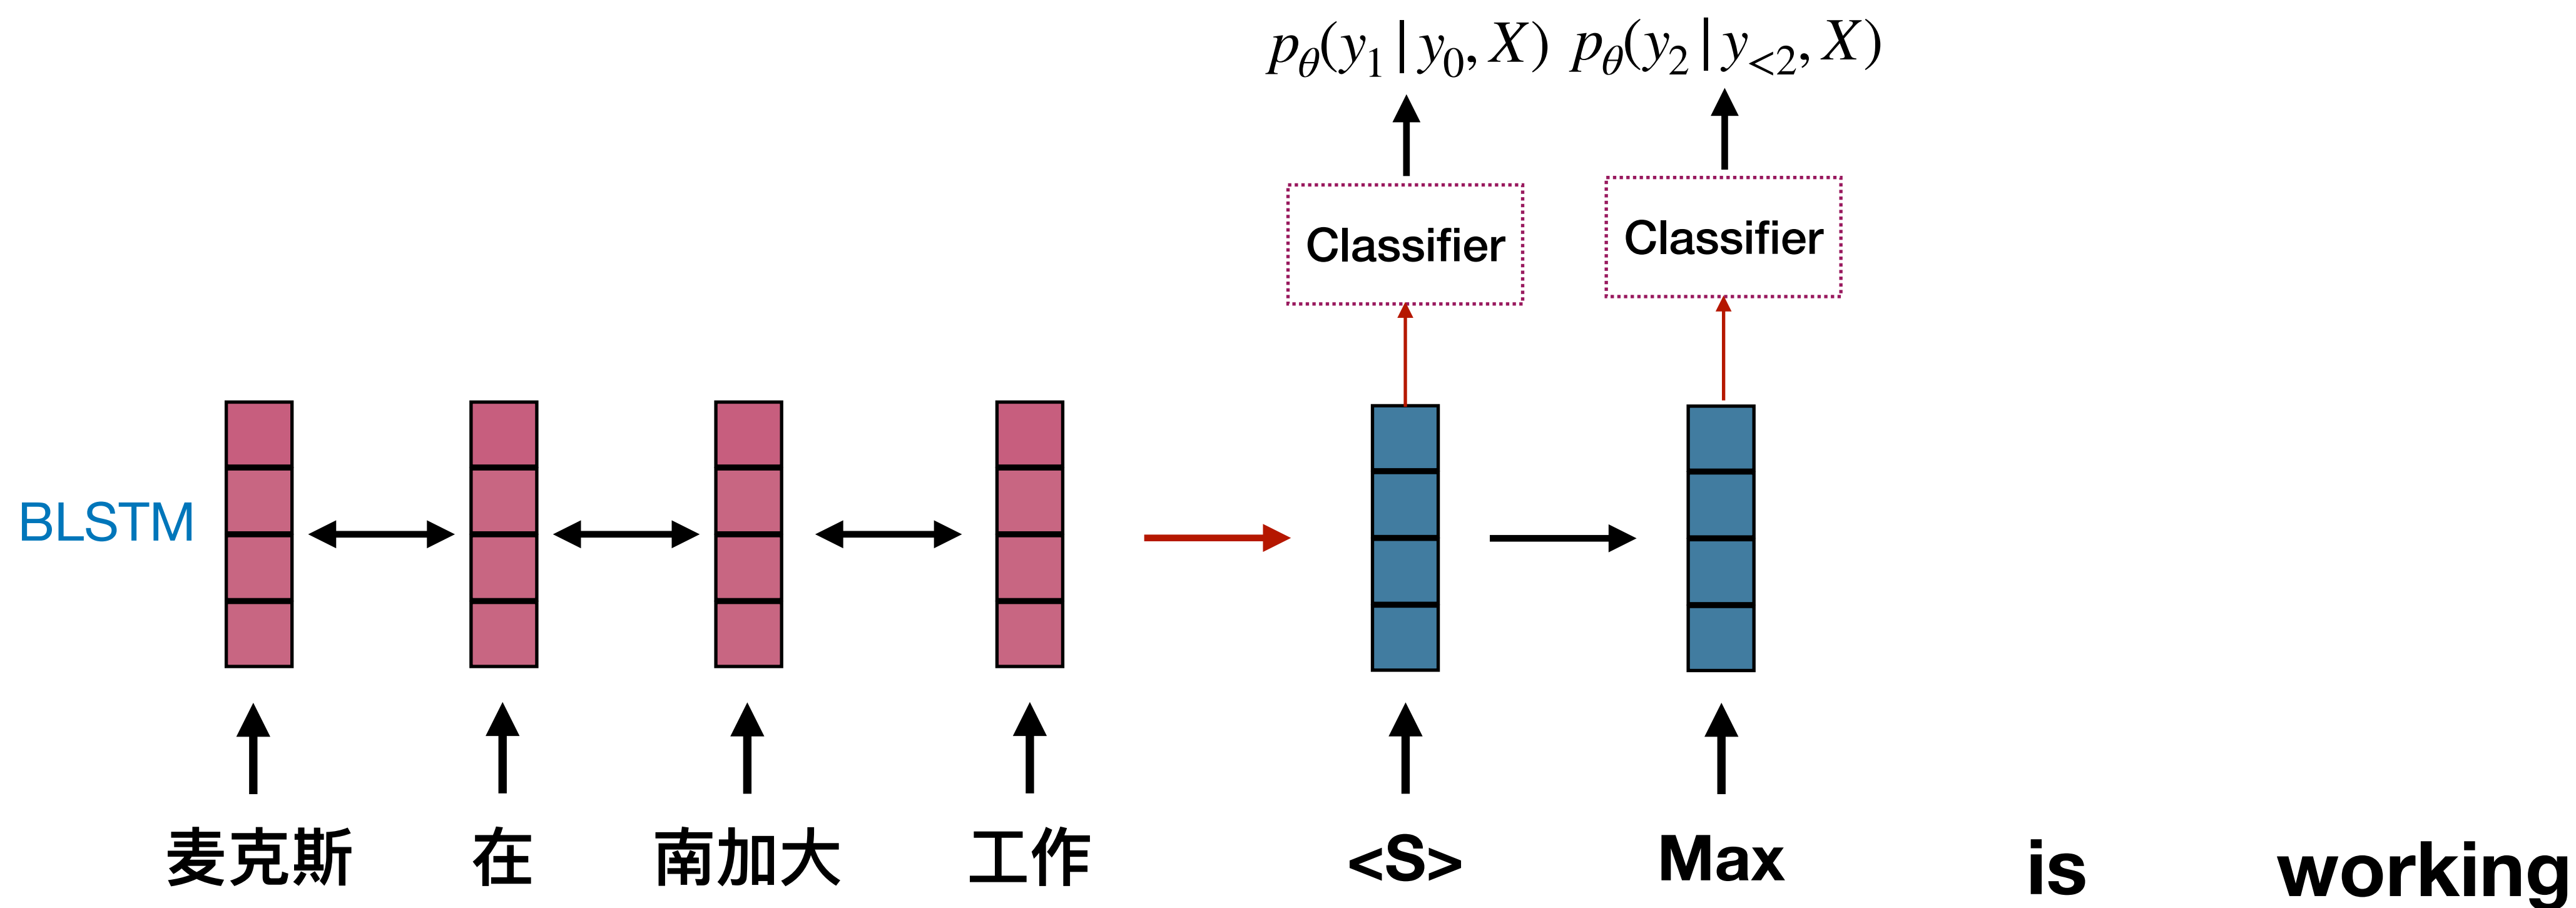 pθ(y1 | y0, X) pθ(y2 | y<2, X)
Classifier Classifier
BLSTM
麦克斯 在 南加大 工作 <S> Max is working